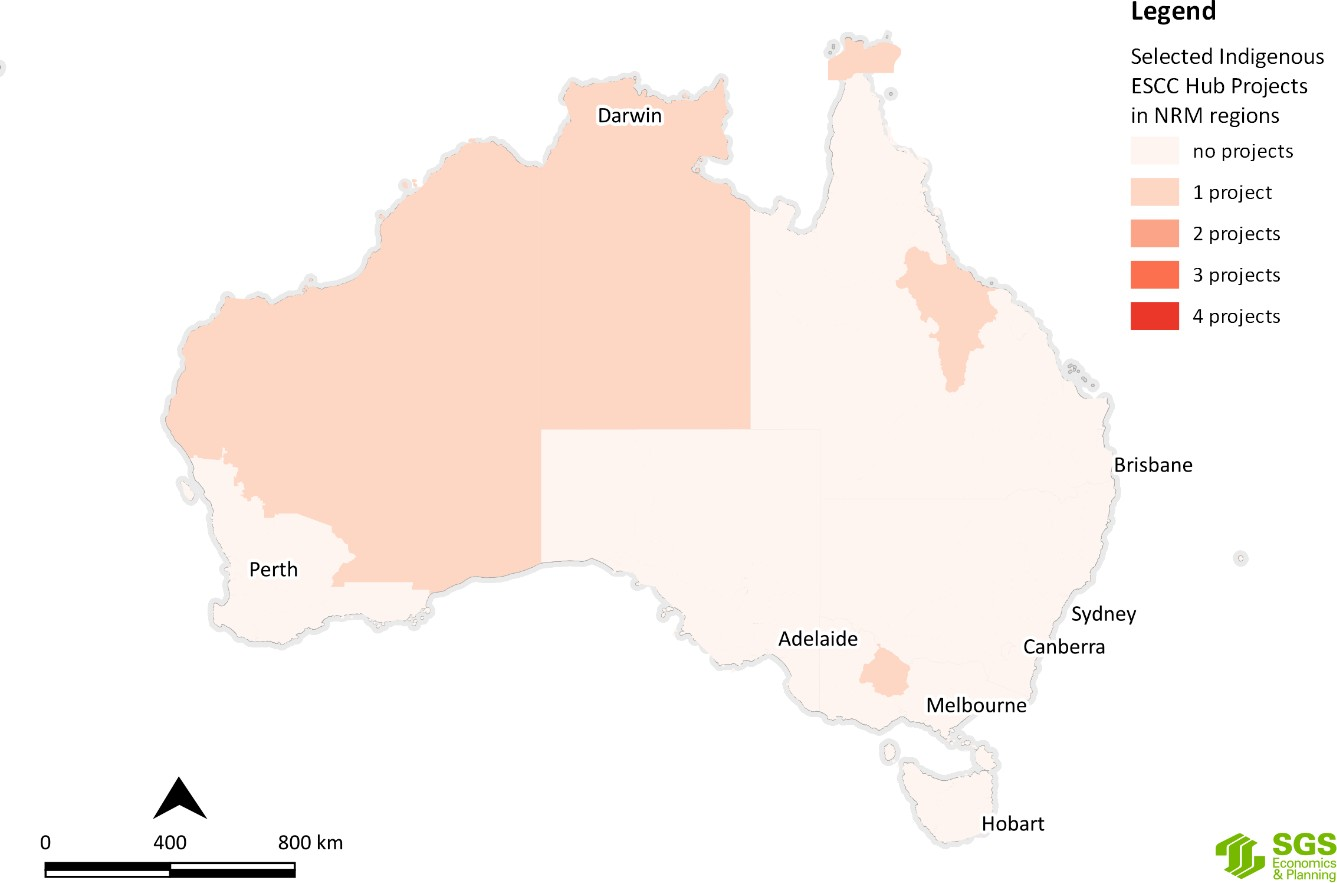 Legend
Selected Indigenous
ESCC Hub Projects
in NRM regions
no projects
1 project
2 projects
3 projects
4 projects
Darwin
Brisbane
Perth
Sydney
Adelaide
Canberra
Melbourne
Hobart
0 400 800 km
SGS
Economics
& Planning